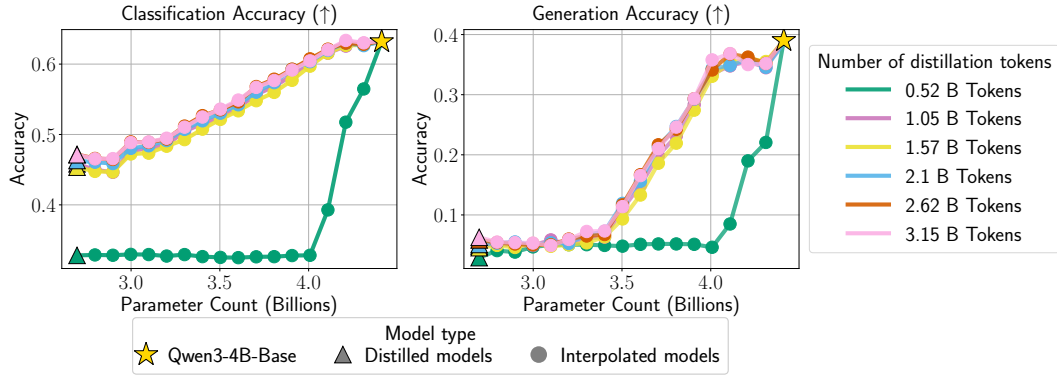 Classification Accuracy (↑)
Accuracy
0.6
0.5
0.4
3.0
3.5
4.0
Parameter Count (Billions)
Generation Accuracy (↑)
Accuracy
0.4
0.3
0.2
0.1
3.0
3.5
4.0
Parameter Count (Billions)
Number of distillation tokens
0.52 B Tokens
1.05 B Tokens
1.57 B Tokens
2.1 B Tokens
2.62 B Tokens
3.15 B Tokens
Model type
Qwen3-4B-Base
Distilled models
Interpolated models